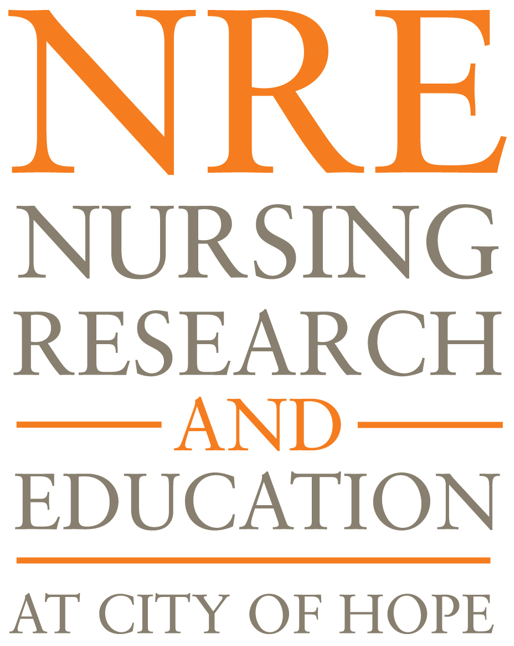 NRE
NURSING
RESEARCH
AND
EDUCATION
AT CITY OF HOPE